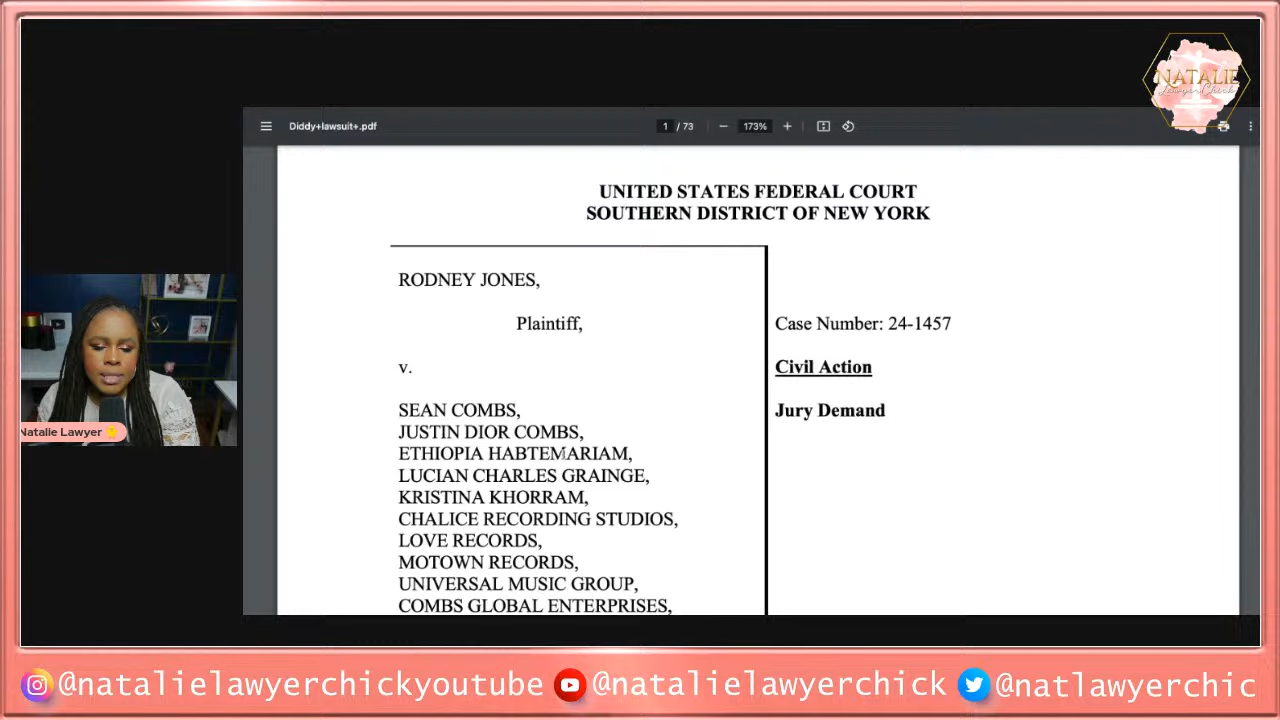 NATALIE
LawyerChick
Diddy+lawsuit+.pdf
1 / 73
173%
UNITED STATES FEDERAL COURT
SOUTHERN DISTRICT OF NEW YORK
RODNEY JONES,
Plaintiff,
Case Number: 24-1457
v.
Civil Action
SEAN COMBS,
Jury Demand
JUSTIN DIOR COMBS,
ETHIOPIA HABTEMARIAM,
LUCIAN CHARLES GRAINGE,
KRISTINA KHORRAM,
CHALICE RECORDING STUDIOS,
LOVE RECORDS,
MOTOWN RECORDS,
UNIVERSAL MUSIC GROUP,
COMBS GLOBAL ENTERPRISES,
Natalie Lawyer
@natalielawyerchickyoutube
@natalielawyerchick
@natlawyerchic